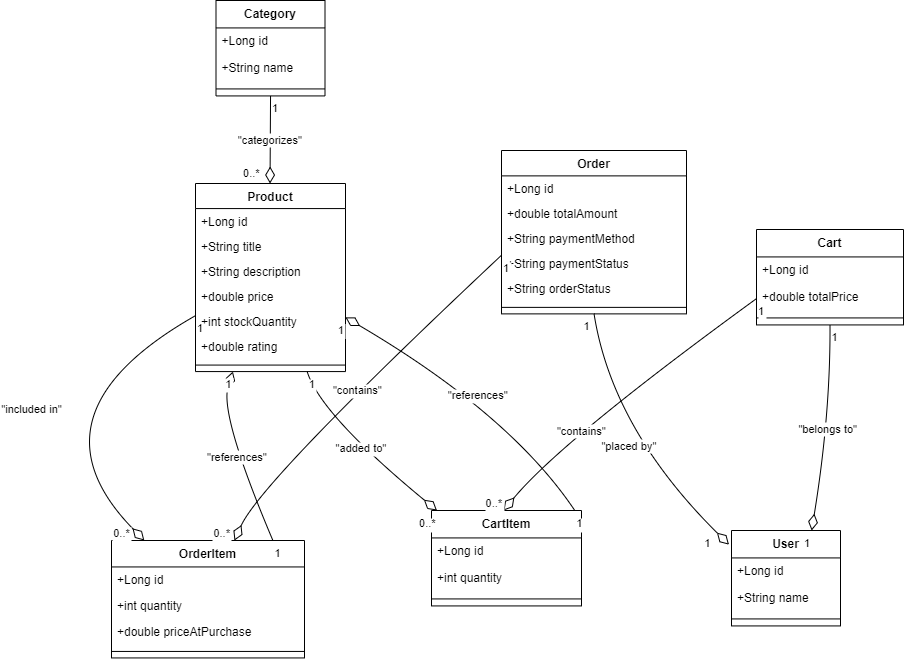 Category
+Long id
+String name
1
"categorizes"
0..*
Product
+Long id
+String title
+String description
+double price
+int stockQuantity
+double rating
1
1
1
1
Order
+Long id
+double totalAmount
+String paymentMethod
+String paymentStatus
+String orderStatus
1
1
Cart
+Long id
+double totalPrice
1
1
"included in"
"contains"
"references"
"added to"
"references"
"contains"
"placed by"
"belongs to"
0..*
0..*
OrderItem
1
+Long id
+int quantity
+double priceAtPurchase
0..*
0..*
CartItem
1
+Long id
+int quantity
1
User
1
+Long id
+String name